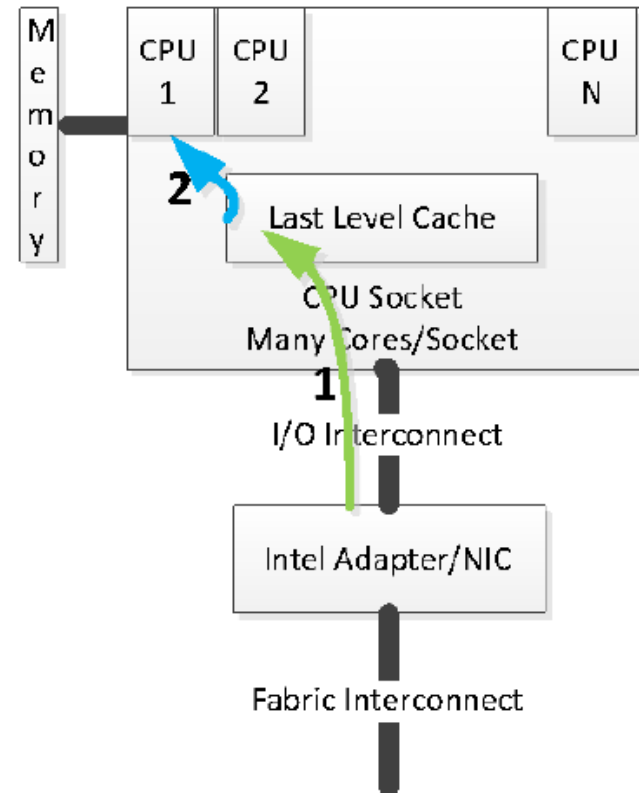 Memory
CPU
1
CPU
2
CPU
N
2
Last Level Cache
CPU Socket
Many Cores/Socket
1
I/O Interconnect
Intel Adapter/NIC
Fabric Interconnect